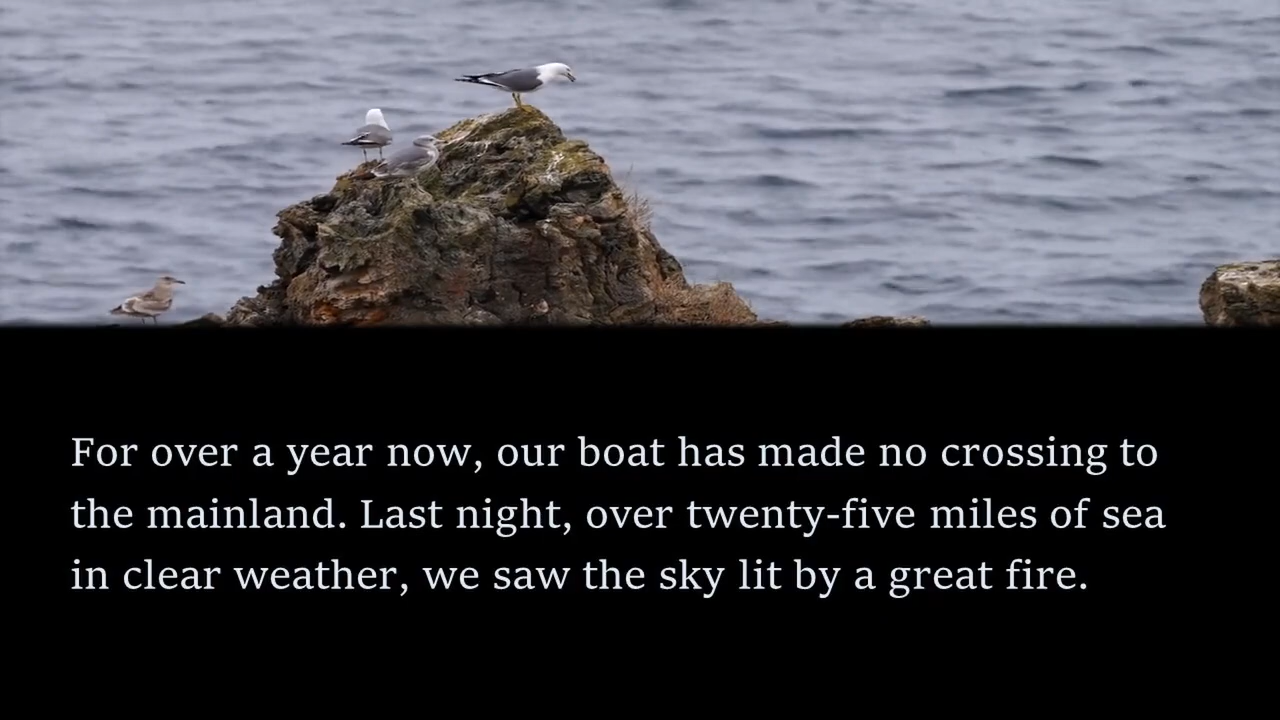 For over a year now, our boat has made no crossing to
the mainland. Last night, over twenty-five miles of sea
in clear weather, we saw the sky lit by a great fire.